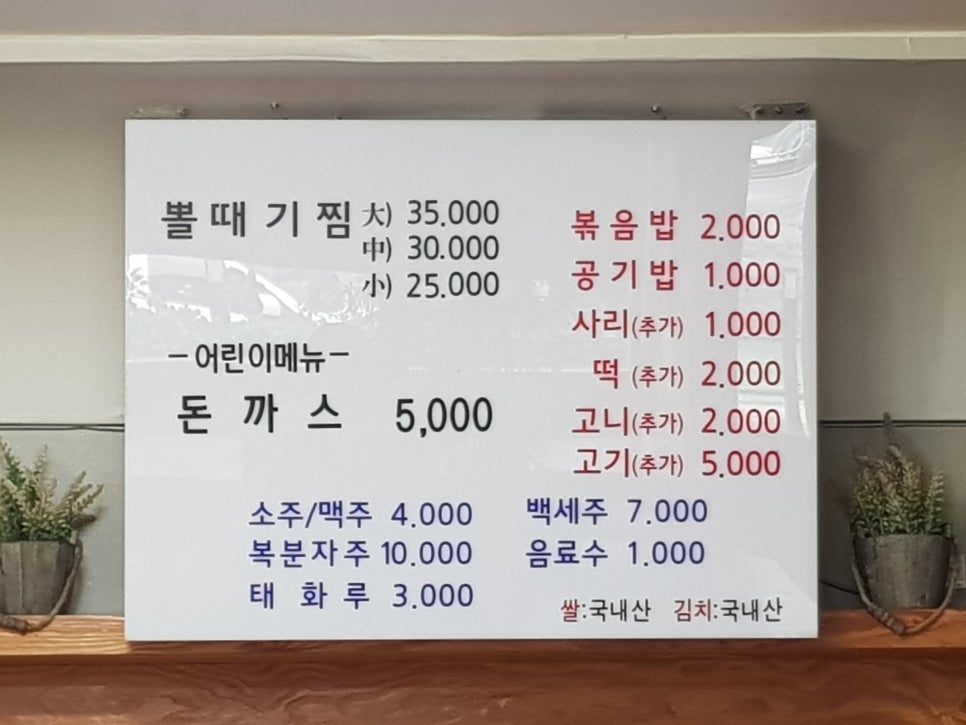 뽈때기찜 大) 35.000
中) 30.000
小) 25.000
-어린이메뉴-
돈까스 5,000
볶음밥 2.000
공기밥 1.000
사리(추가) 1.000
떡(추가) 2.000
고니(추가) 2.000
고기(추가) 5.000
소주/맥주 4.000
복분자주 10.000
태화루 3.000
백세주 7.000
음료수 1.000
쌀:국내산 김치:국내산